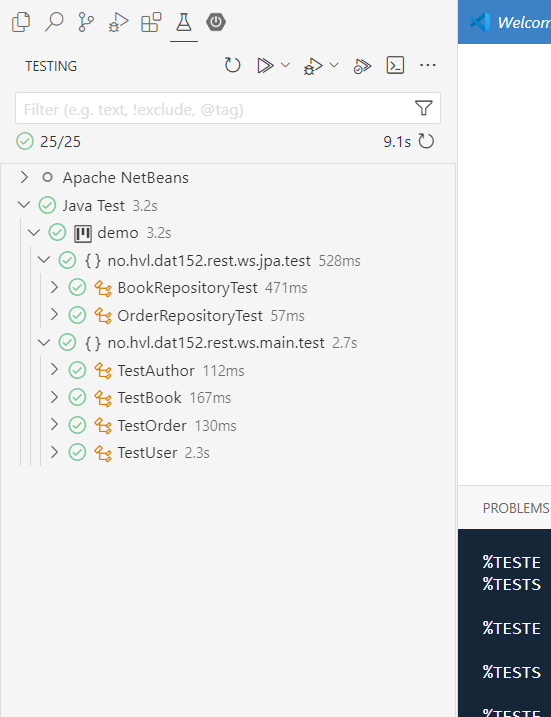 Welcom
TESTING
Filter (e.g. text, !exclude, @tag)
25/25 9.1s
Apache NetBeans
Java Test 3.2s
demo 3.2s
{ } no.hvl.dat152.rest.ws.jpa.test 528ms
BookRepositoryTest 471ms
OrderRepositoryTest 57ms
{ } no.hvl.dat152.rest.ws.main.test 2.7s
TestAuthor 112ms
TestBook 167ms
TestOrder 130ms
TestUser 2.3s
PROBLEMS
%TESTE
%TESTS
%TESTE
%TESTS
%TESTE